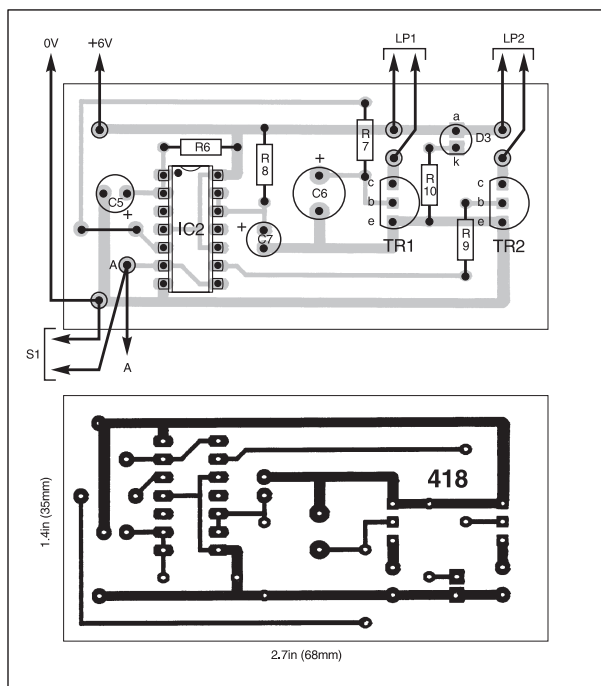 0V
+6V
LP1
LP2
R6
R
8
R
7
a
D3
k
+
C6
C5
+
IC2
+
C7
R
10
c
b
e
TR1
R
9
c
b
e
TR2
A
S1
A
418
1.4in (35mm)
2.7in (68mm)